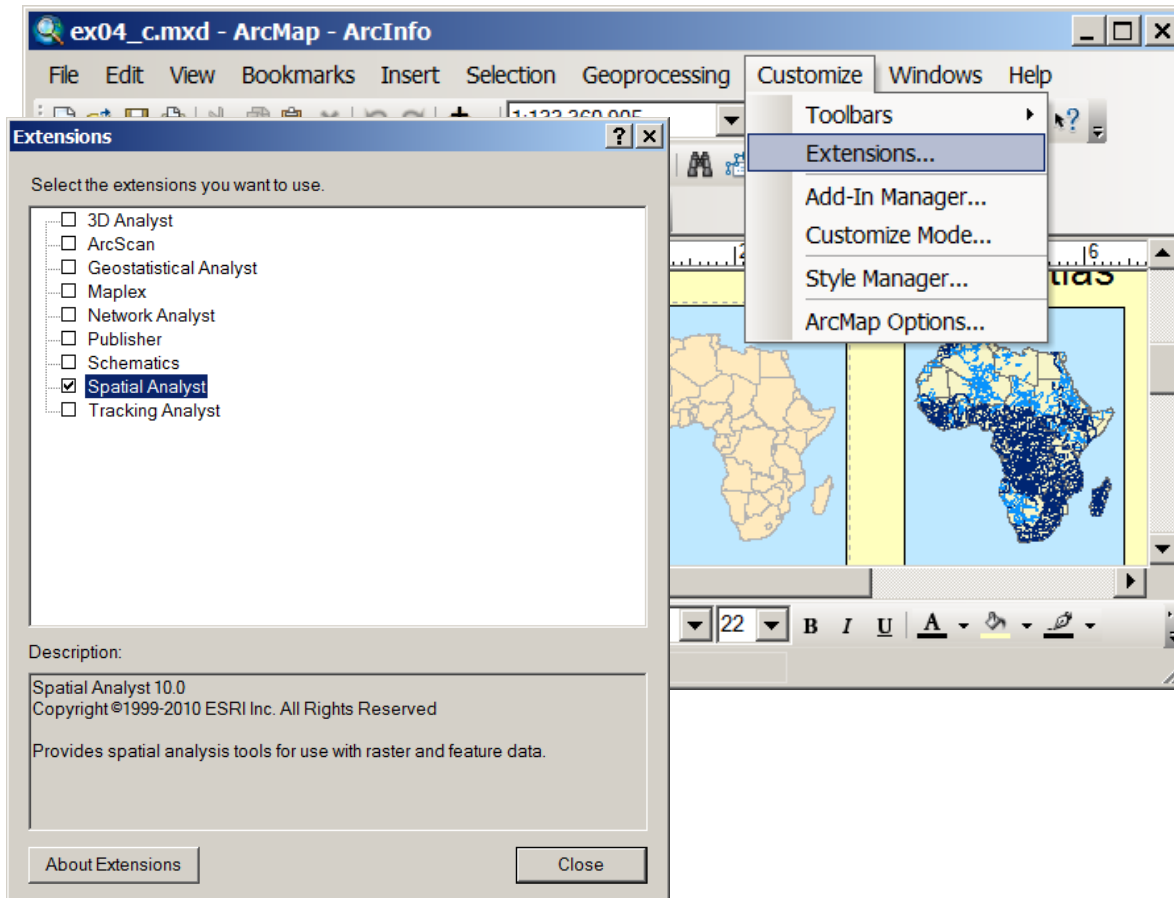 ex04_c.mxd - ArcMap - ArcInfo
File Edit View Bookmarks Insert Selection Geoprocessing Customize Windows Help
Toolbars
Extensions...
Add-In Manager...
Customize Mode...
Style Manager...
ArcMap Options...
6
22 B I U A
Extensions
Select the extensions you want to use.
3D Analyst
ArcScan
Geostatistical Analyst
Maplex
Network Analyst
Publisher
Schematics
Spatial Analyst
Tracking Analyst
Description:
Spatial Analyst 10.0
Copyright ©1999-2010 ESRI Inc. All Rights Reserved
Provides spatial analysis tools for use with raster and feature data.
About Extensions Close